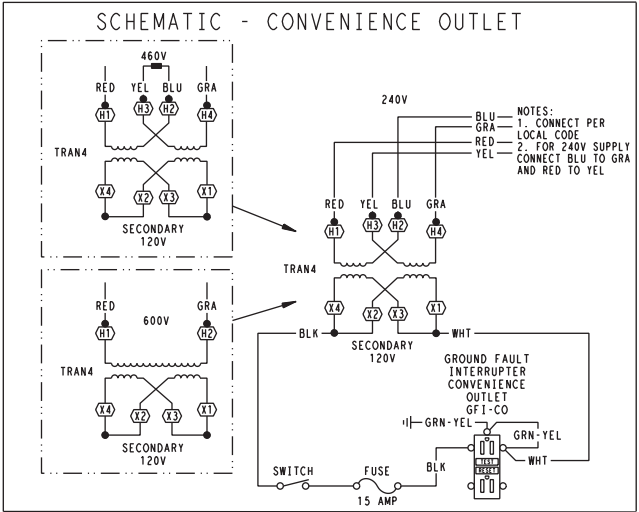 SCHEMATIC - CONVENIENCE OUTLET
460V
RED YEL BLU GRA
H1 H3 H2 H4
TRAN4
X4 X2 X3 X1
SECONDARY
120V
600V
RED GRA
H1 H2
TRAN4
X4 X2 X3 X1
SECONDARY
120V
240V
BLU
GRA
RED
YEL
NOTES:
1. CONNECT PER
LOCAL CODE
2. FOR 240V SUPPLY
CONNECT BLU TO GRA
AND RED TO YEL
RED YEL BLU GRA
H1 H3 H2 H4
TRAN4
X4 X2 X3 X1
BLK WHT
SECONDARY
120V
GROUND FAULT
INTERRUPTER
CONVENIENCE
OUTLET
GFI-CO
GRN-YEL
GRN-YEL
WHT
BLK
TEST
RESET
SWITCH
FUSE
15 AMP